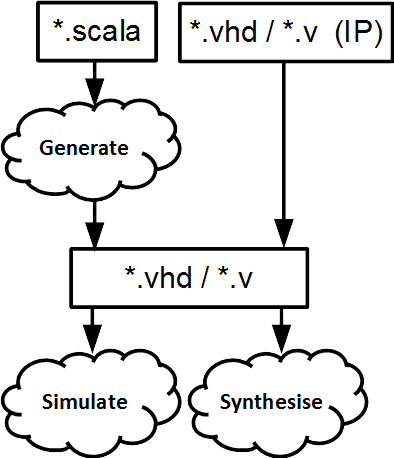 *.scala
*.vhd / *.v  (IP)
Generate
*.vhd / *.v
Simulate
Synthesise